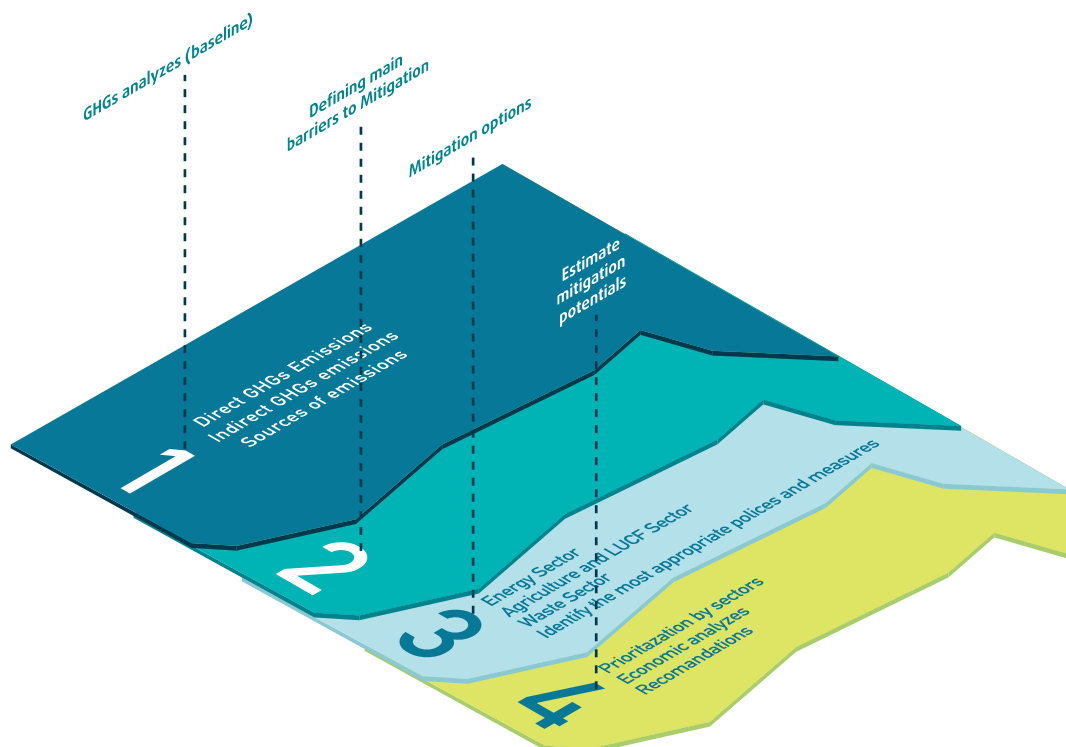 GHGs analyzes (baseline)
Defining main
barriers to Mitigation
Mitigation options
Estimate
mitigation
potentials
1
Direct GHGs Emissions
Indirect GHGs emissions
Sources of emissions
2
3
Energy Sector
Agriculture and LUCF Sector
Waste Sector
Identify the most appropriate polices and measures
4
Prioritazation by sectors
Economic analyzes
Recomandations